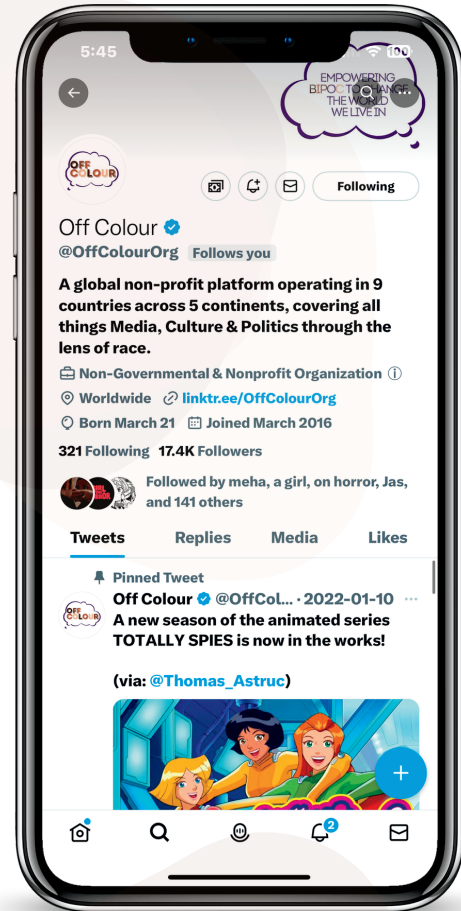 5:45
100
EMPOWERING
BIPOC TO CHANGE
THE WORLD
WE LIVE IN
OFF
COLOUR
Following
Off Colour
@OffColourOrg Follows you
A global non-profit platform operating in 9
countries across 5 continents, covering all
things Media, Culture & Politics through the
lens of race.
Non-Governmental & Nonprofit Organization
Worldwide linktr.ee/OffColourOrg
Born March 21 Joined March 2016
321 Following 17.4K Followers
Followed by meha, a girl, on horror, Jas,
and 141 others
Tweets Replies Media Likes
Pinned Tweet
OFF
COLOUR
Off Colour @OffCol... · 2022-01-10 ...
A new season of the animated series
TOTALLY SPIES is now in the works!
(via: @Thomas_Astruc)
2